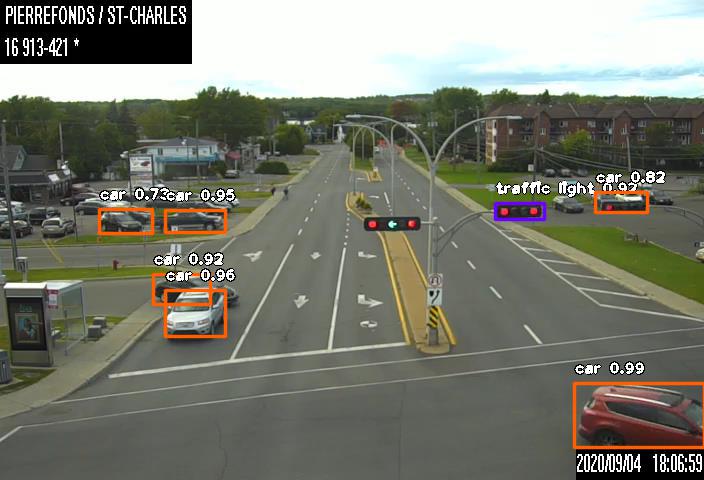 PIERREFONDS / ST-CHARLES
16 913-421 *
car 0.73
car 0.95
traffic light 0.92
car 0.82
car 0.92
car 0.96
car 0.99
2020/09/04 18:06:59